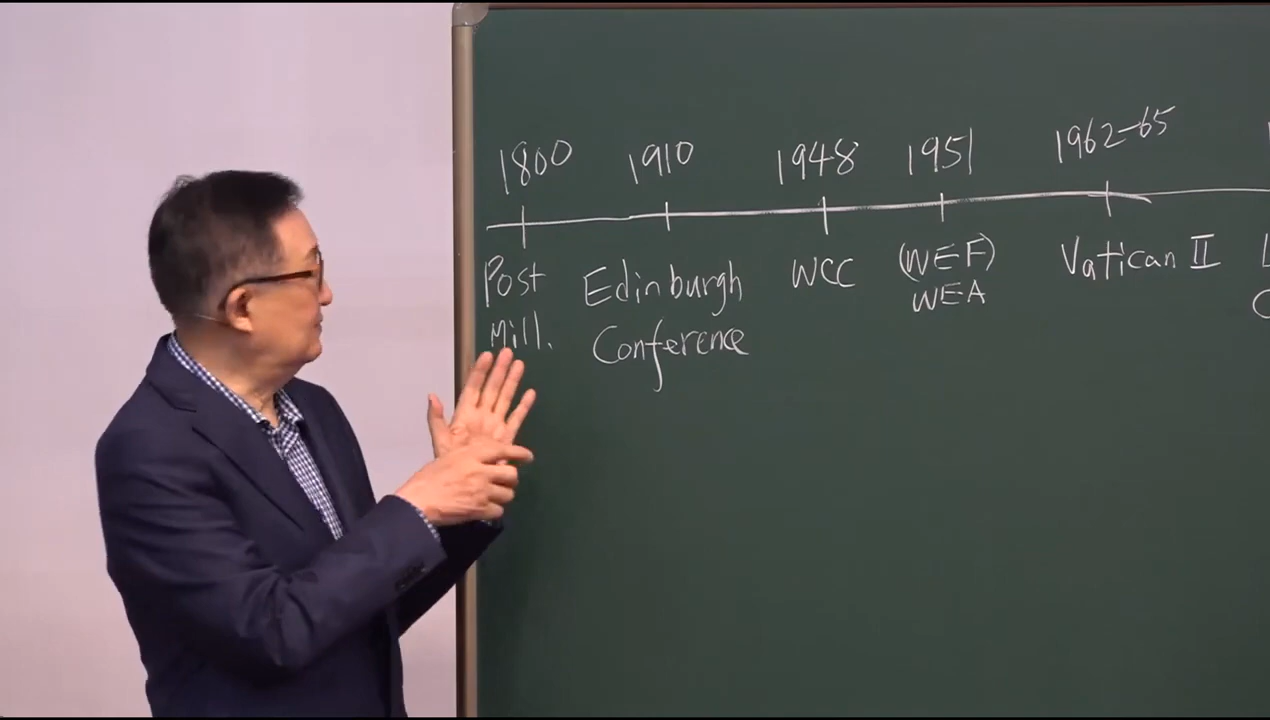 1800 1910 1948 1951 1962-65
Post Edinburgh WCC (WEF) Vatican II
Mill. Conference WEA